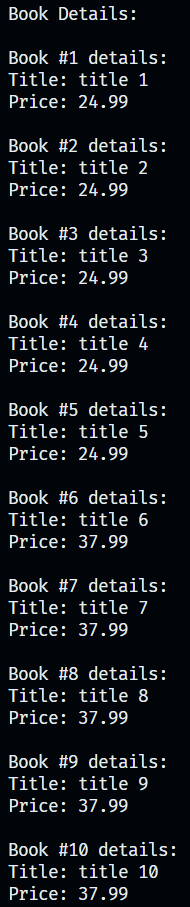 Book Details:
Book #1 details:
Title: title 1
Price: 24.99
Book #2 details:
Title: title 2
Price: 24.99
Book #3 details:
Title: title 3
Price: 24.99
Book #4 details:
Title: title 4
Price: 24.99
Book #5 details:
Title: title 5
Price: 24.99
Book #6 details:
Title: title 6
Price: 37.99
Book #7 details:
Title: title 7
Price: 37.99
Book #8 details:
Title: title 8
Price: 37.99
Book #9 details:
Title: title 9
Price: 37.99
Book #10 details:
Title: title 10
Price: 37.99